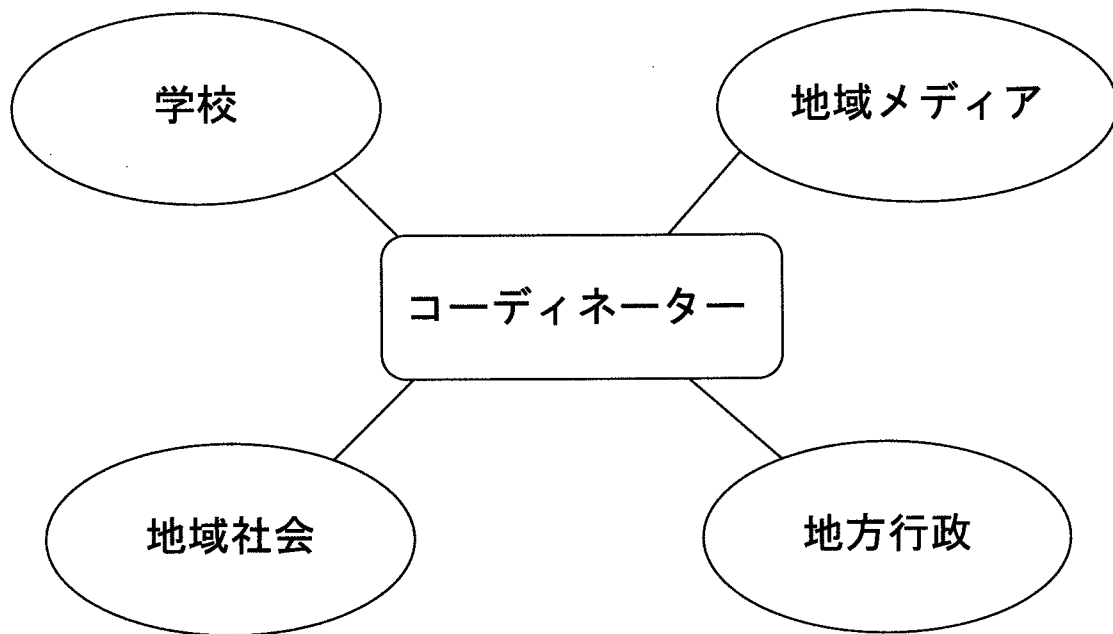 学校
地域メディア
コーディネーター
地域社会
地方行政